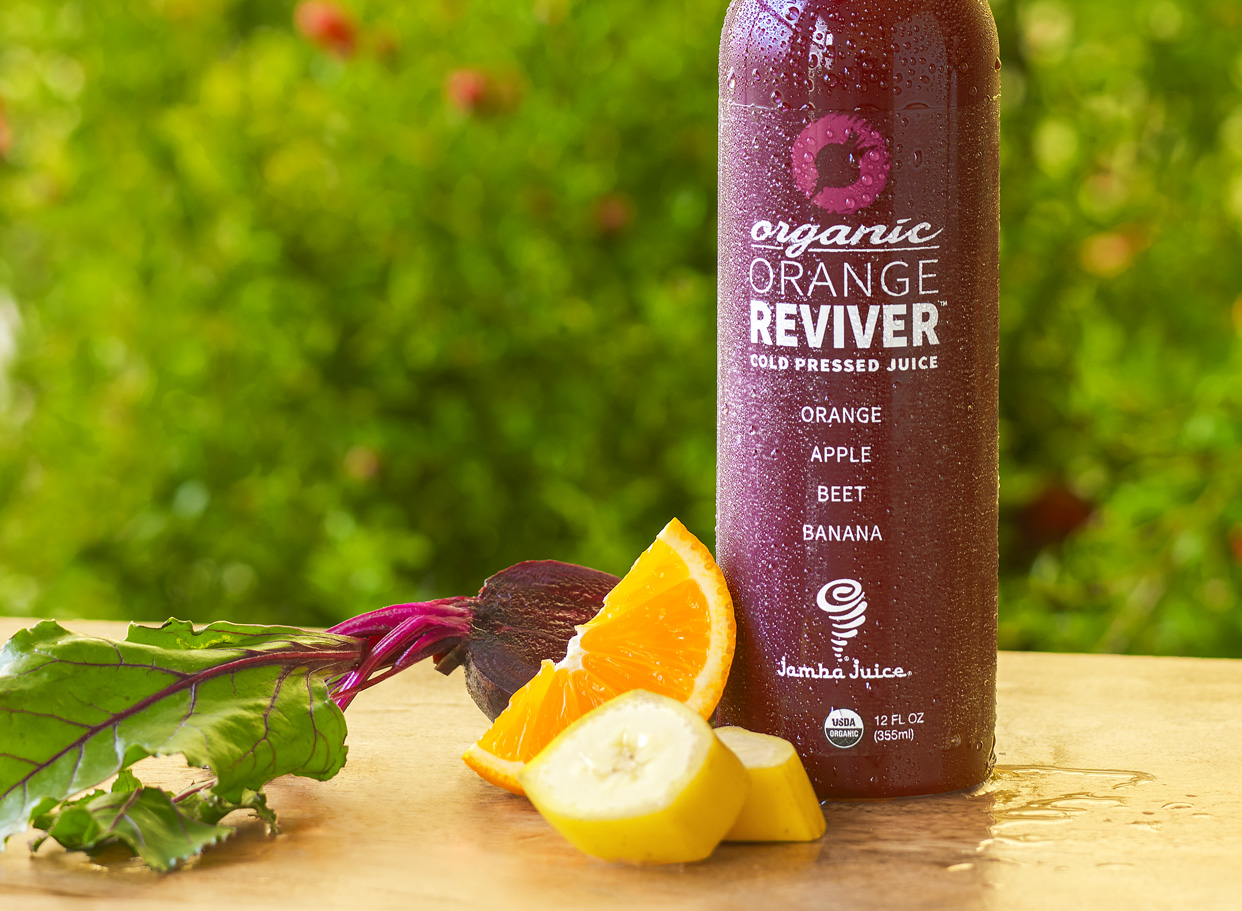 organic
ORANGE
REVIVER™
COLD PRESSED JUICE
ORANGE
APPLE
BEET
BANANA
Jamba Juice®
USDA
ORGANIC
12 FL OZ
(355ml)